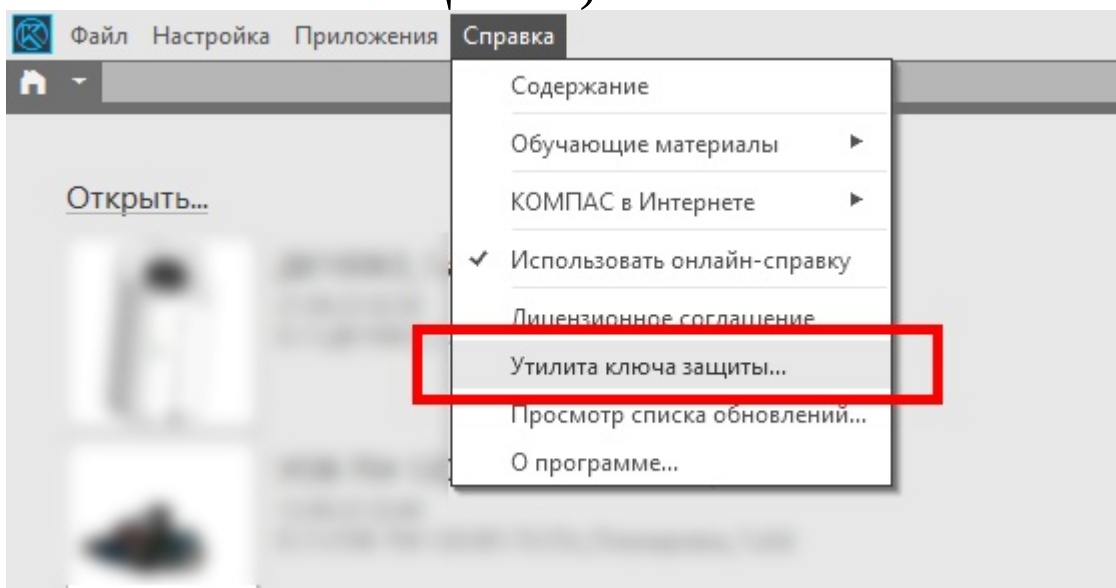 Файл Настройка Приложения Справка
Содержание
Обучающие материалы
Открыть...
КОМПАС в Интернете
Использовать онлайн-справку
Лицензионное соглашение
Утилита ключа защиты...
Просмотр списка обновлений...
О программе...